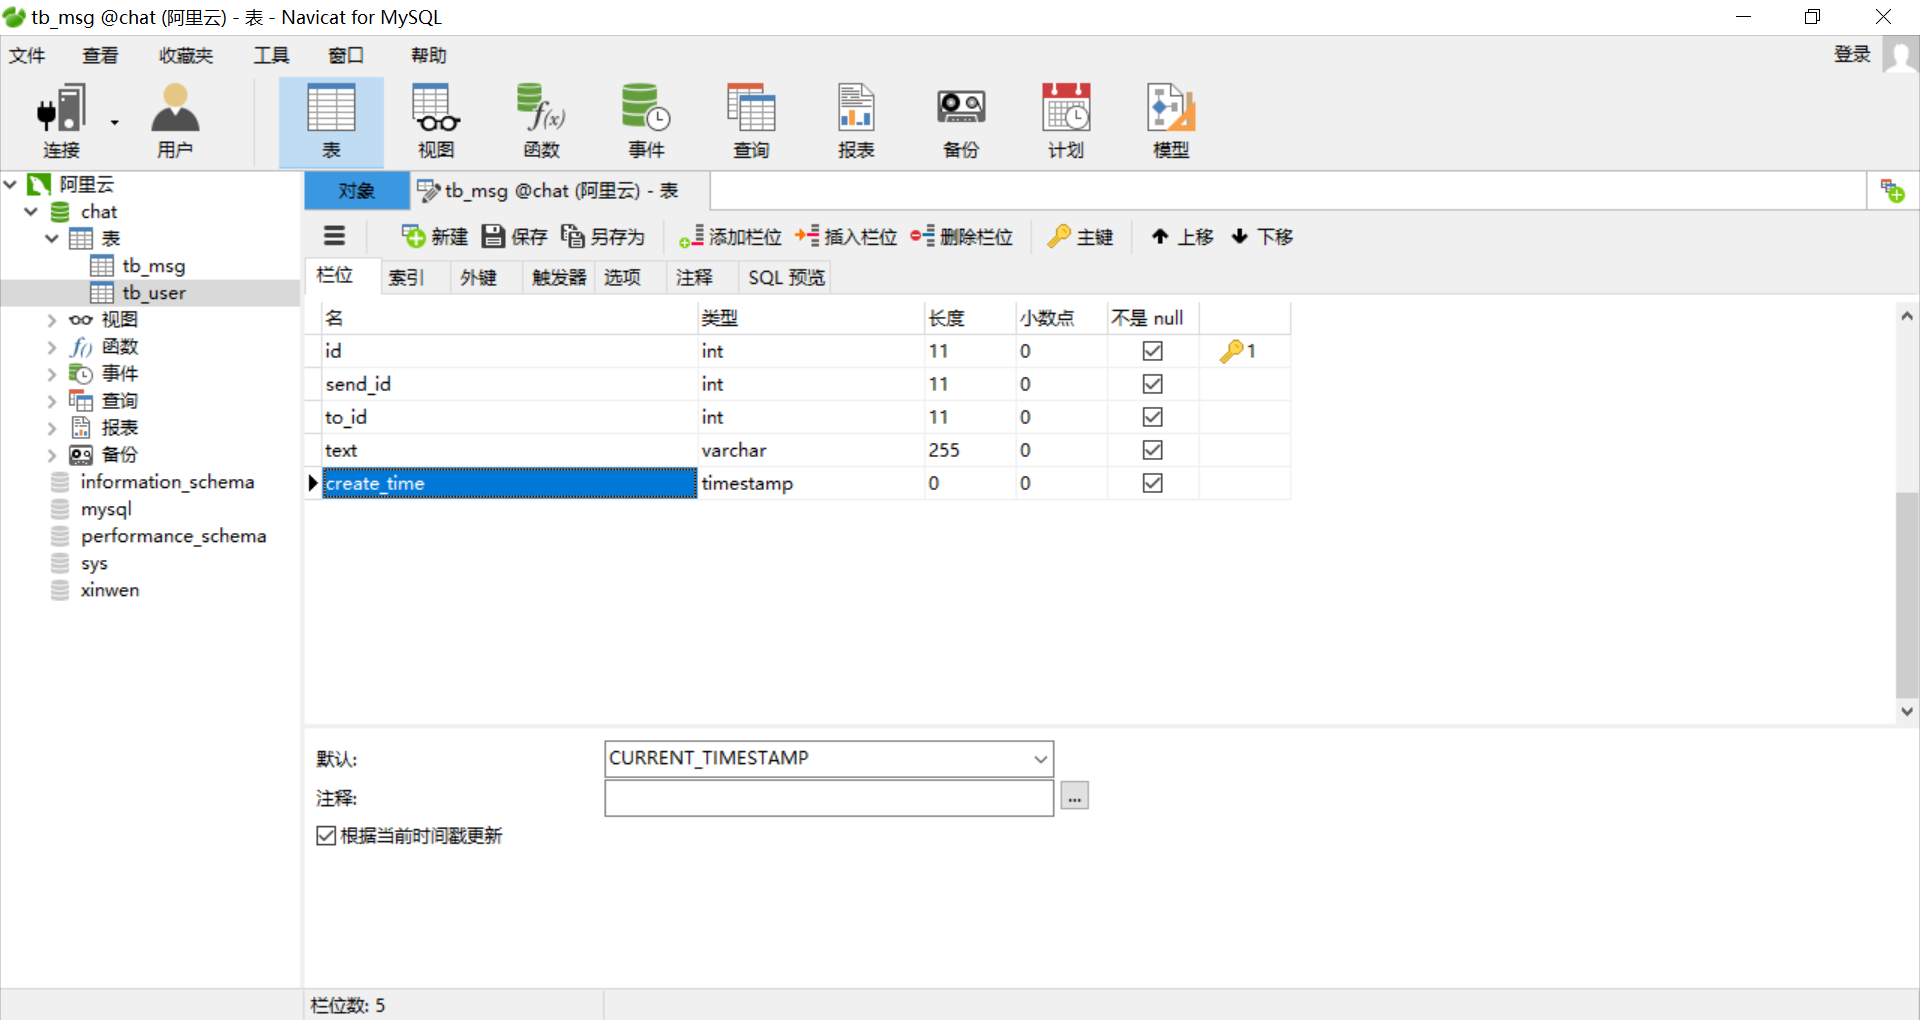 tb_msg @chat (阿里云) - 表 - Navicat for MySQL
文件 查看 收藏夹 工具 窗口 帮助 登录
连接 用户 表 视图 函数 事件 查询 报表 备份 计划 模型
阿里云
chat
表
tb_msg
tb_user
视图
函数
事件
查询
报表
备份
information_schema
mysql
performance_schema
sys
xinwen
对象 tb_msg @chat (阿里云) - 表
新建 保存 另存为 添加栏位 插入栏位 删除栏位 主键 上移 下移
栏位 索引 外键 触发器 选项 注释 SQL 预览
名 类型 长度 小数点 不是 null
id int 11 0 1
send_id int 11 0
to_id int 11 0
text varchar 255 0
create_time timestamp 0 0
默认: CURRENT_TIMESTAMP
注释: ...
根据当前时间戳更新
栏位数: 5